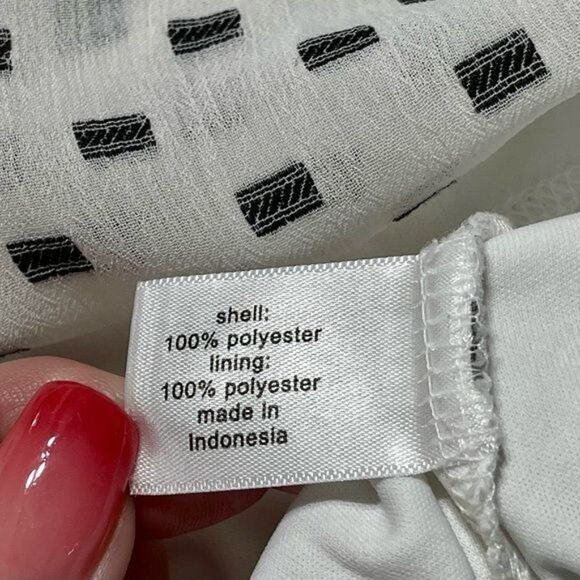 shell:
100% polyester
lining:
100% polyester
made in
Indonesia